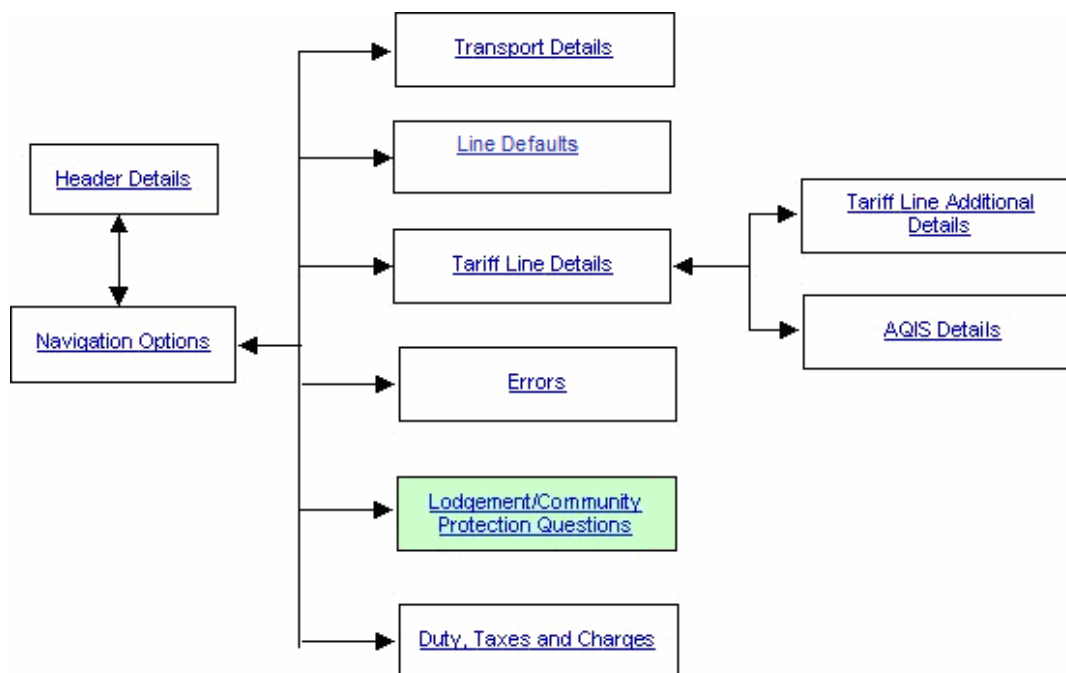 Transport Details
Line Defaults
Header Details
Tariff Line Additional
Details
Tariff Line Details
Navigation Options
AQIS Details
Errors
Lodgement/Community
Protection Questions
Duty, Taxes and Charges